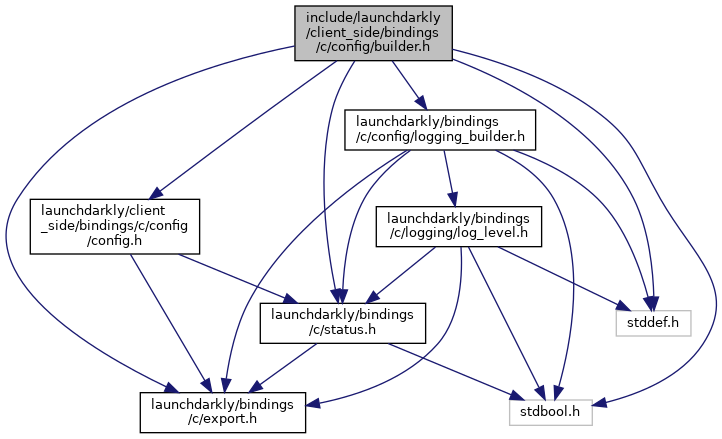 include/launchdarkly
/client_side/bindings
/c/config/builder.h
launchdarkly/bindings
/c/config/logging_builder.h
launchdarkly/client
_side/bindings/c/config
/config.h
launchdarkly/bindings
/c/logging/log_level.h
launchdarkly/bindings
/c/status.h
stddef.h
launchdarkly/bindings
/c/export.h
stdbool.h